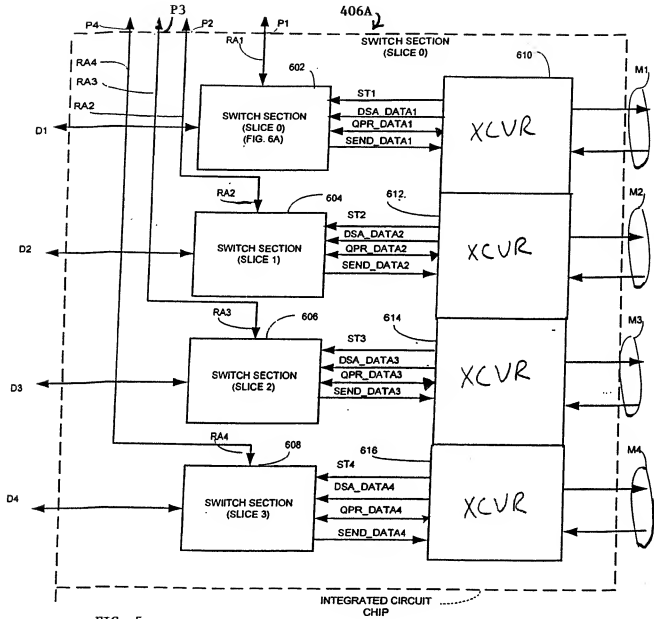 P4
P3
P2
P1
406A
SWITCH SECTION
(SLICE 0)
RA4
RA3
RA2
RA1
602
610
M1
SWITCH SECTION
(SLICE 0)
(FIG. 6A)
ST1
DSA_DATA1
QPR_DATA1
SEND_DATA1
XCVR
D1
RA2
604
612
M2
SWITCH SECTION
(SLICE 1)
ST2
DSA_DATA2
QPR_DATA2
SEND_DATA2
XCVR
D2
RA3
606
614
M3
SWITCH SECTION
(SLICE 2)
ST3
DSA_DATA3
QPR_DATA3
SEND_DATA3
XCVR
D3
RA4
608
616
M4
SWITCH SECTION
(SLICE 3)
ST4
DSA_DATA4
QPR_DATA4
SEND_DATA4
XCVR
D4
INTEGRATED CIRCUIT
CHIP
FIG. 5